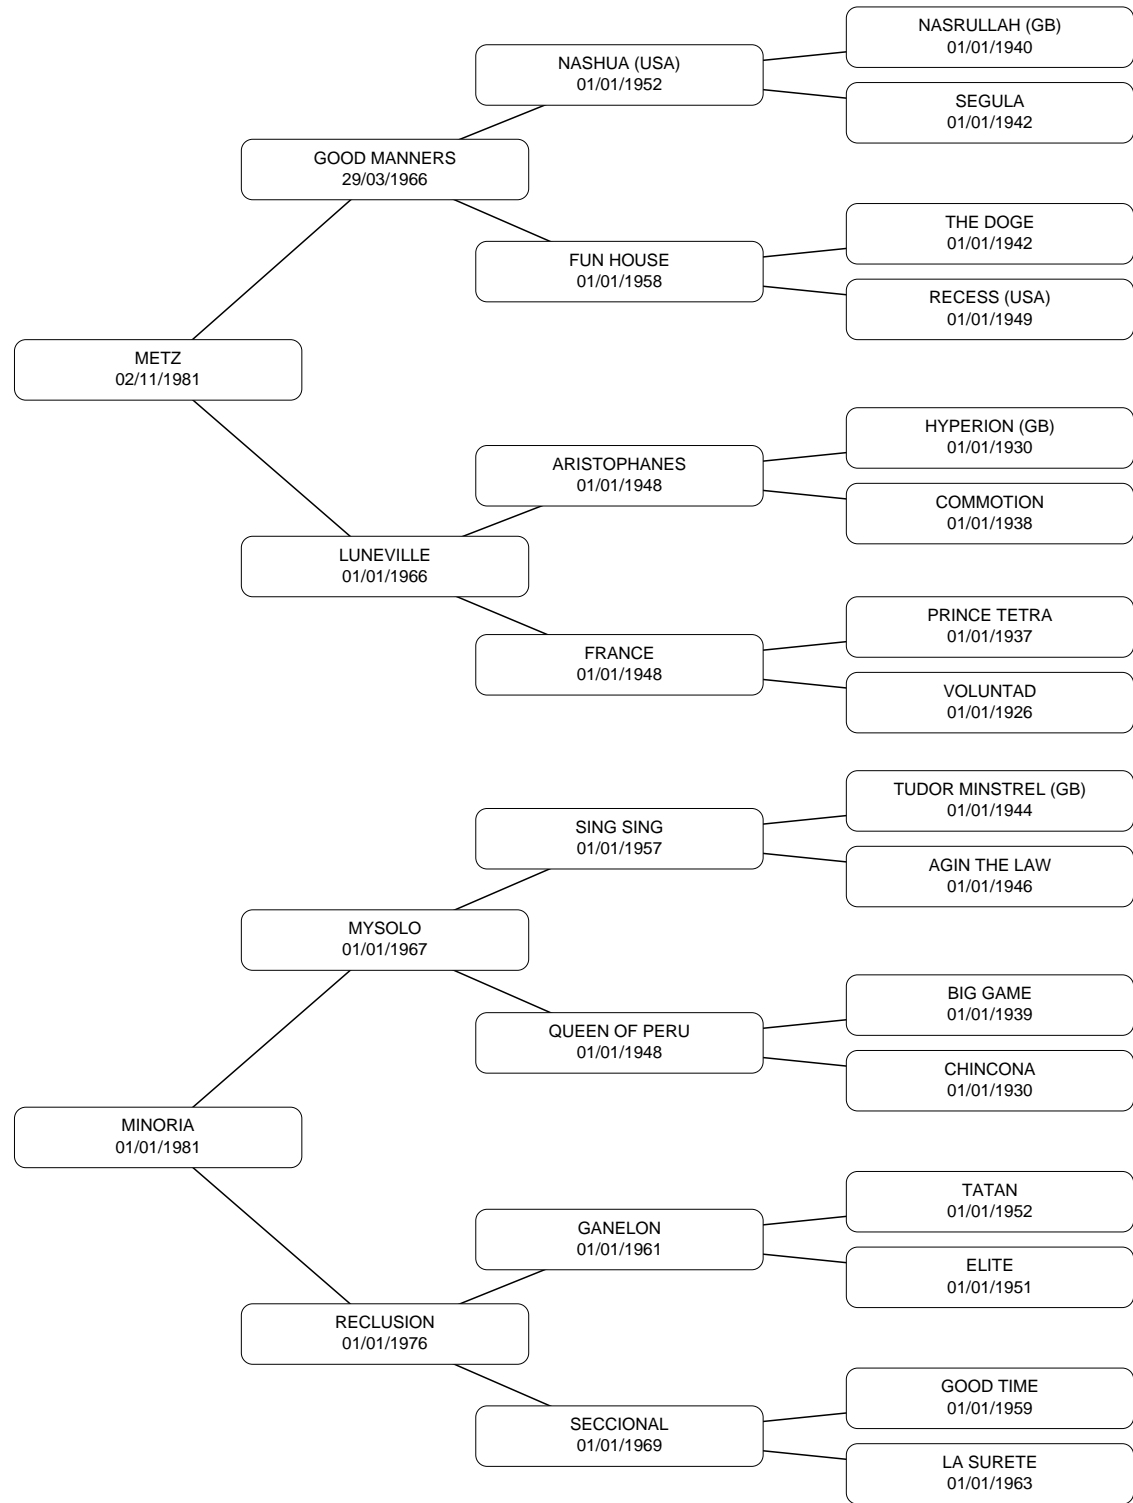 NASRULLAH (GB)
01/01/1940
NASHUA (USA)
01/01/1952
SEGULA
01/01/1942
GOOD MANNERS
29/03/1966
THE DOGE
01/01/1942
FUN HOUSE
01/01/1958
RECESS (USA)
01/01/1949
METZ
02/11/1981
HYPERION (GB)
01/01/1930
ARISTOPHANES
01/01/1948
COMMOTION
01/01/1938
LUNEVILLE
01/01/1966
PRINCE TETRA
01/01/1937
FRANCE
01/01/1948
VOLUNTAD
01/01/1926
TUDOR MINSTREL (GB)
01/01/1944
SING SING
01/01/1957
AGIN THE LAW
01/01/1946
MYSOLO
01/01/1967
BIG GAME
01/01/1939
QUEEN OF PERU
01/01/1948
CHINCONA
01/01/1930
MINORIA
01/01/1981
TATAN
01/01/1952
GANELON
01/01/1961
ELITE
01/01/1951
RECLUSION
01/01/1976
GOOD TIME
01/01/1959
SECCIONAL
01/01/1969
LA SURETE
01/01/1963